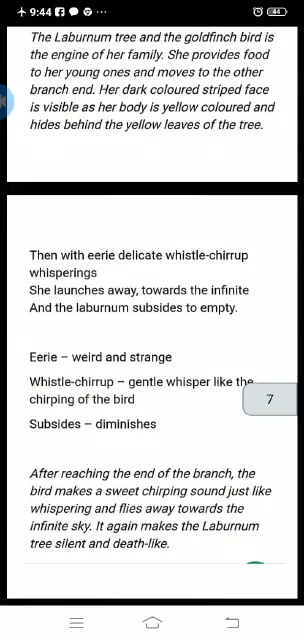 9:44
44
The Laburnum tree and the goldfinch bird is
the engine of her family. She provides food
to her young ones and moves to the other
branch end. Her dark coloured striped face
is visible as her body is yellow coloured and
hides behind the yellow leaves of the tree.
Then with eerie delicate whistle-chirrup
whisperings
She launches away, towards the infinite
And the laburnum subsides to empty.
Eerie – weird and strange
Whistle-chirrup – gentle whisper like the
chirping of the bird
7
Subsides – diminishes
After reaching the end of the branch, the
bird makes a sweet chirping sound just like
whispering and flies away towards the
infinite sky. It again makes the Laburnum
tree silent and death-like.